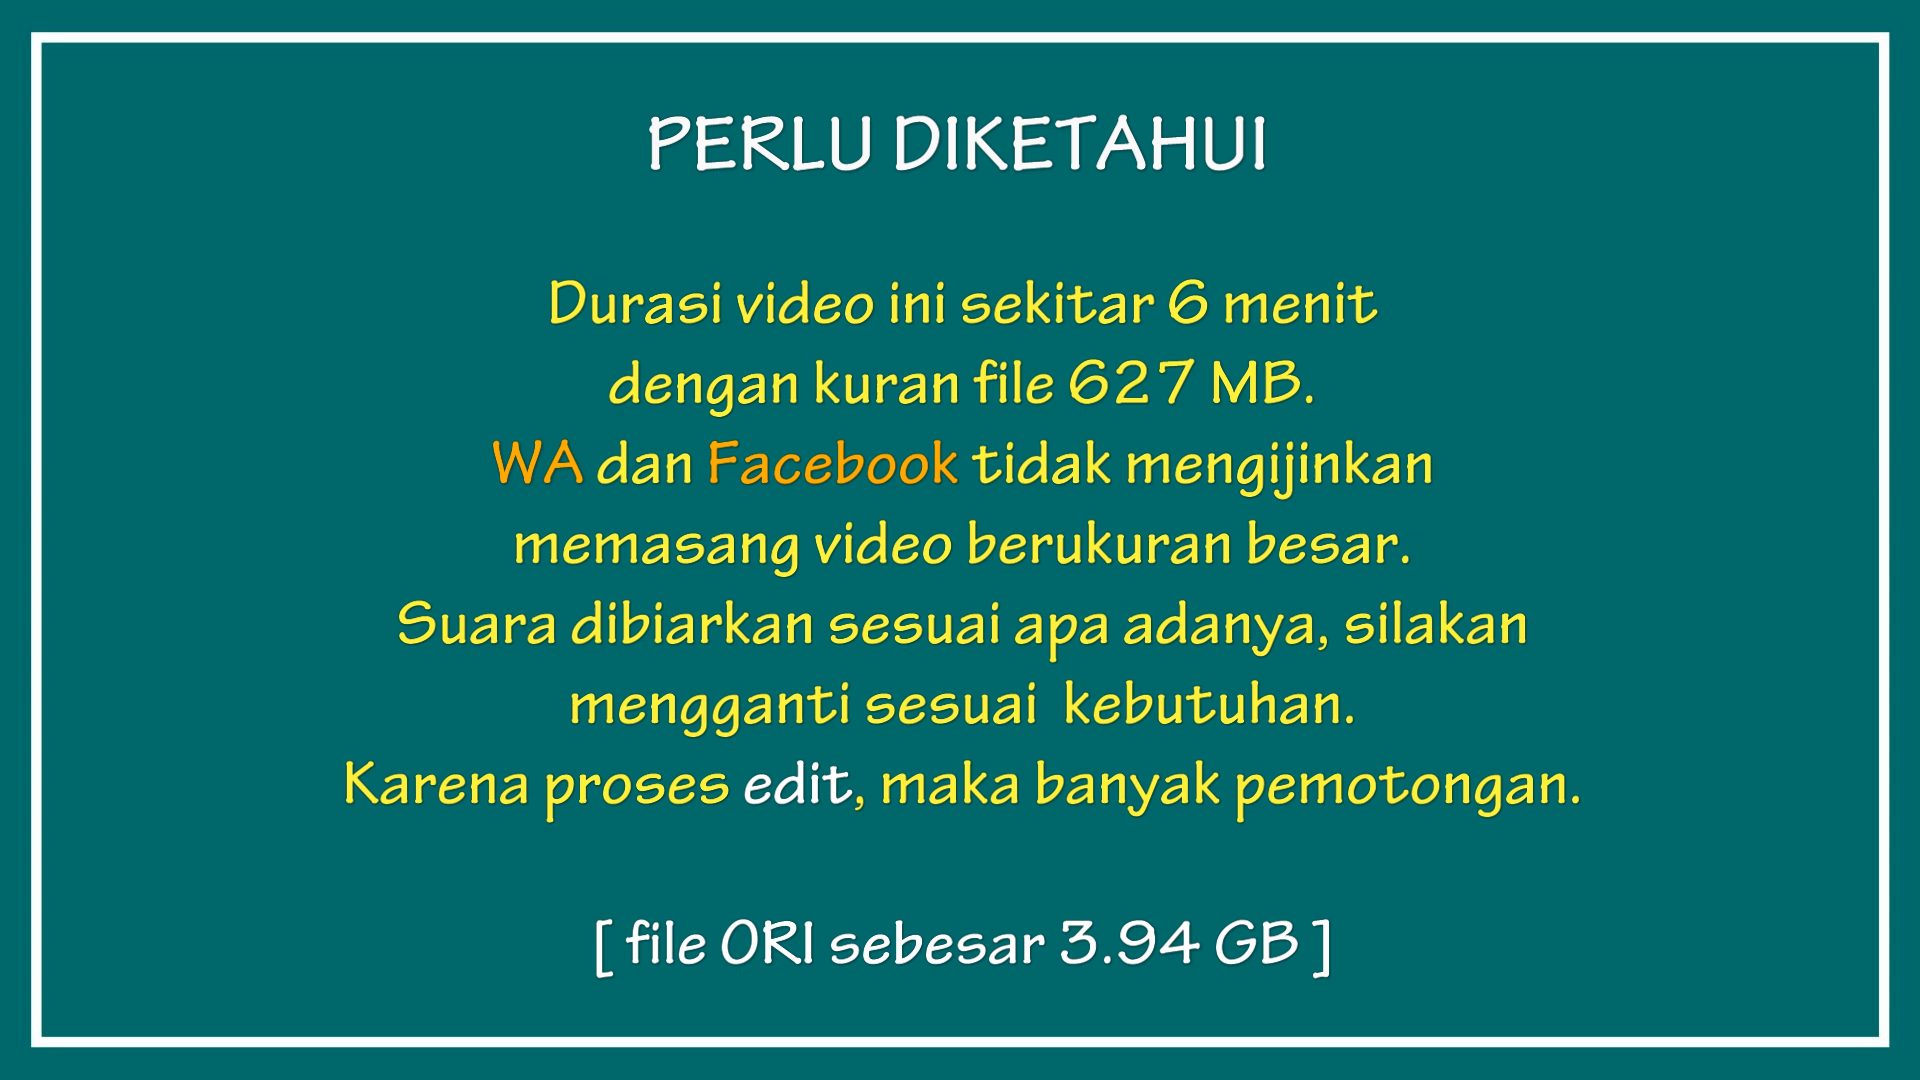 PERLU DIKETAHUI
Durasi video ini sekitar 6 menit
dengan kuran file 627 MB.
WA dan Facebook tidak mengijinkan
memasang video berukuran besar.
Suara dibiarkan sesuai apa adanya, silakan
mengganti sesuai  kebutuhan.
Karena proses edit, maka banyak pemotongan.
[ file ORI sebesar 3.94 GB ]